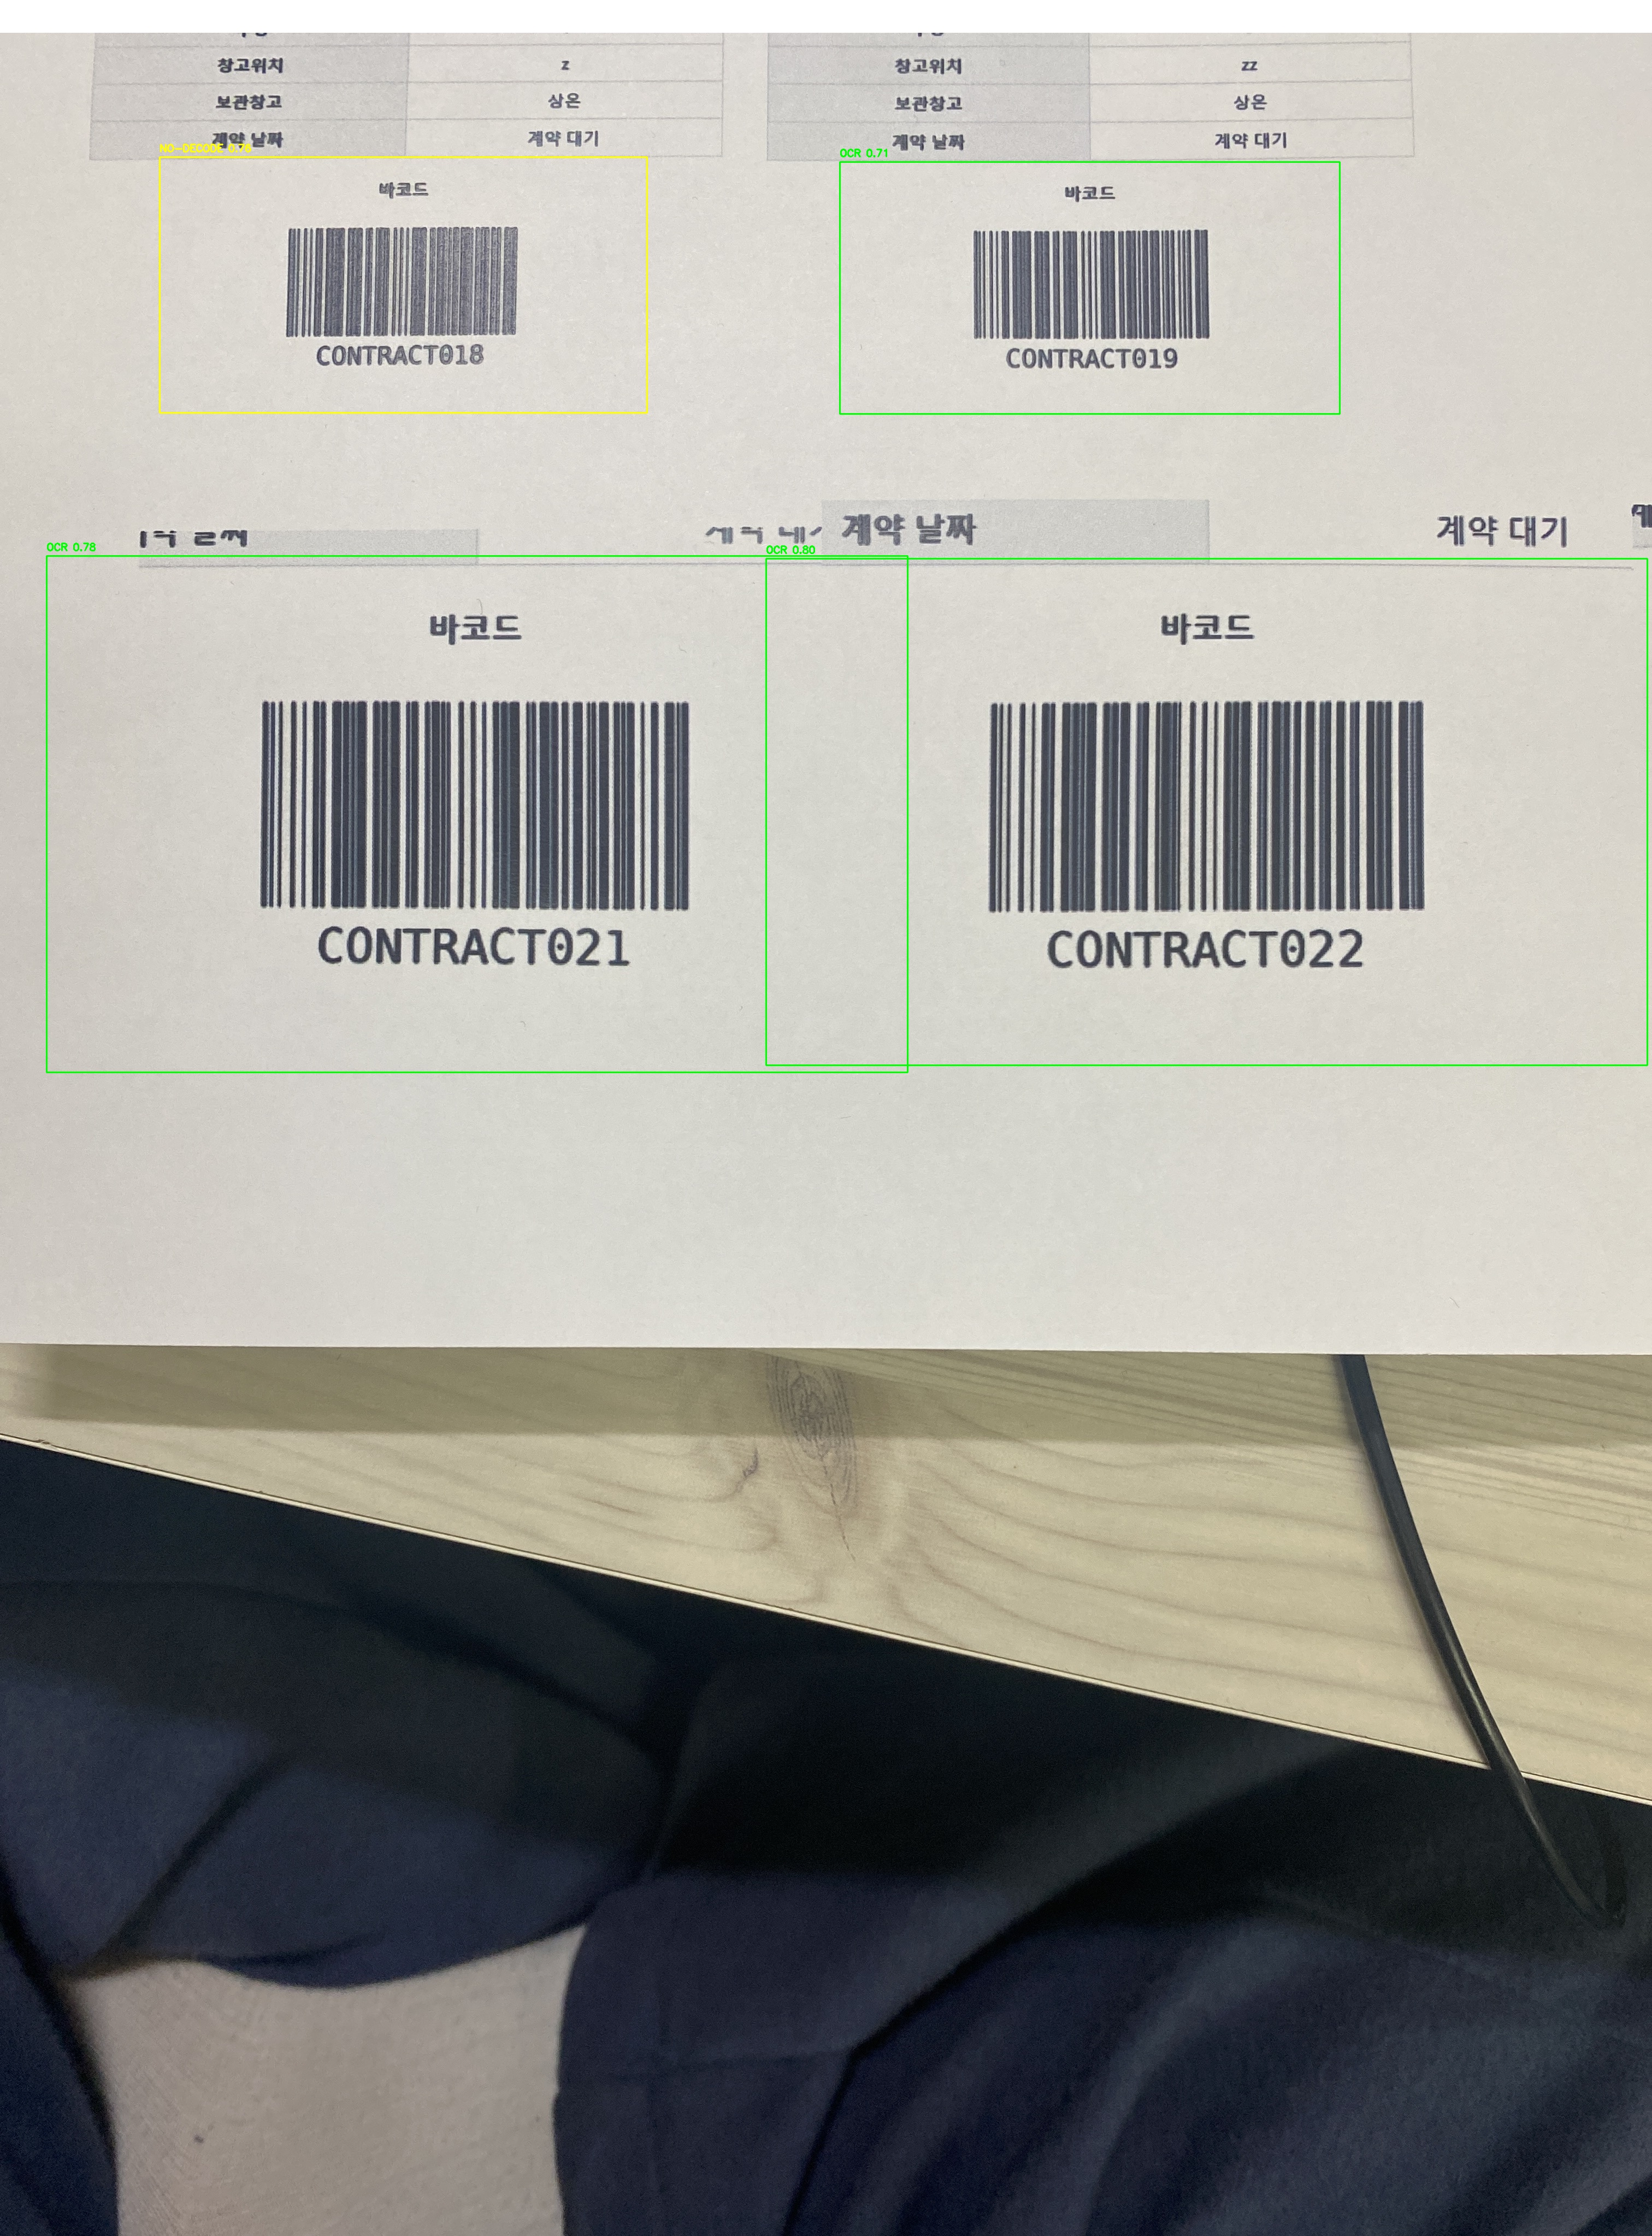 창고위치 z
보관창고 상온
계약 날짜 계약 대기
NO-DECODE 0.76
바코드
CONTRACT018
창고위치 zz
보관창고 상온
계약 날짜 계약 대기
OCR 0.71
바코드
CONTRACT019
계약 날짜 계약 대기
OCR 0.78
바코드
CONTRACT021
OCR 0.80
바코드
CONTRACT022